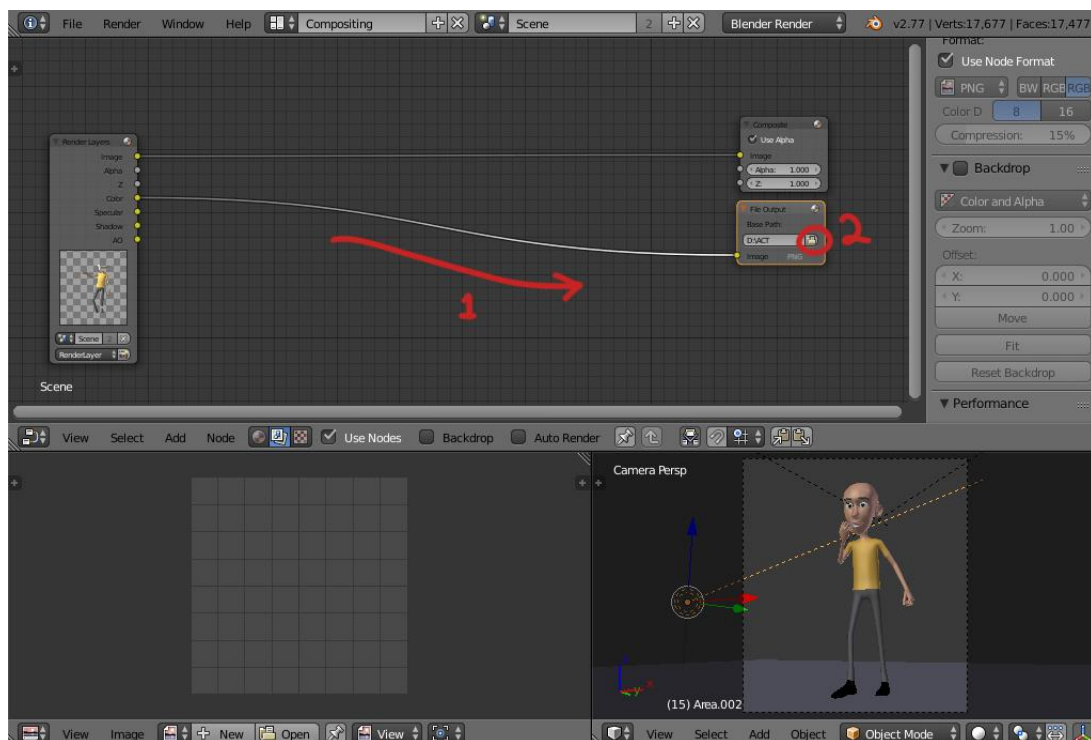 File Render Window Help Compositing Scene 2 Blender Render v2.77 | Verts:17,677 | Faces:17,477
Format:
Use Node Format
PNG BW RGB RGB
Color D 8 16
Compression: 15%
Backdrop
Color and Alpha
Zoom: 1.00
Offset:
X: 0.000
Y: 0.000
Move
Fit
Reset Backdrop
Performance
Render Layers
Image
Alpha
Z
Color
Specular
Shadow
AO
Scene 2
RenderLayer
Composite
Use Alpha
Image
Alpha: 1.000
Z: 1.000
File Output
Base Path:
D:\ACT
Image PNG
1
2
Scene
View Select Add Node Use Nodes Backdrop Auto Render
Camera Persp
(15) Area.002
View Image New Open View
View Select Add Object Object Mode